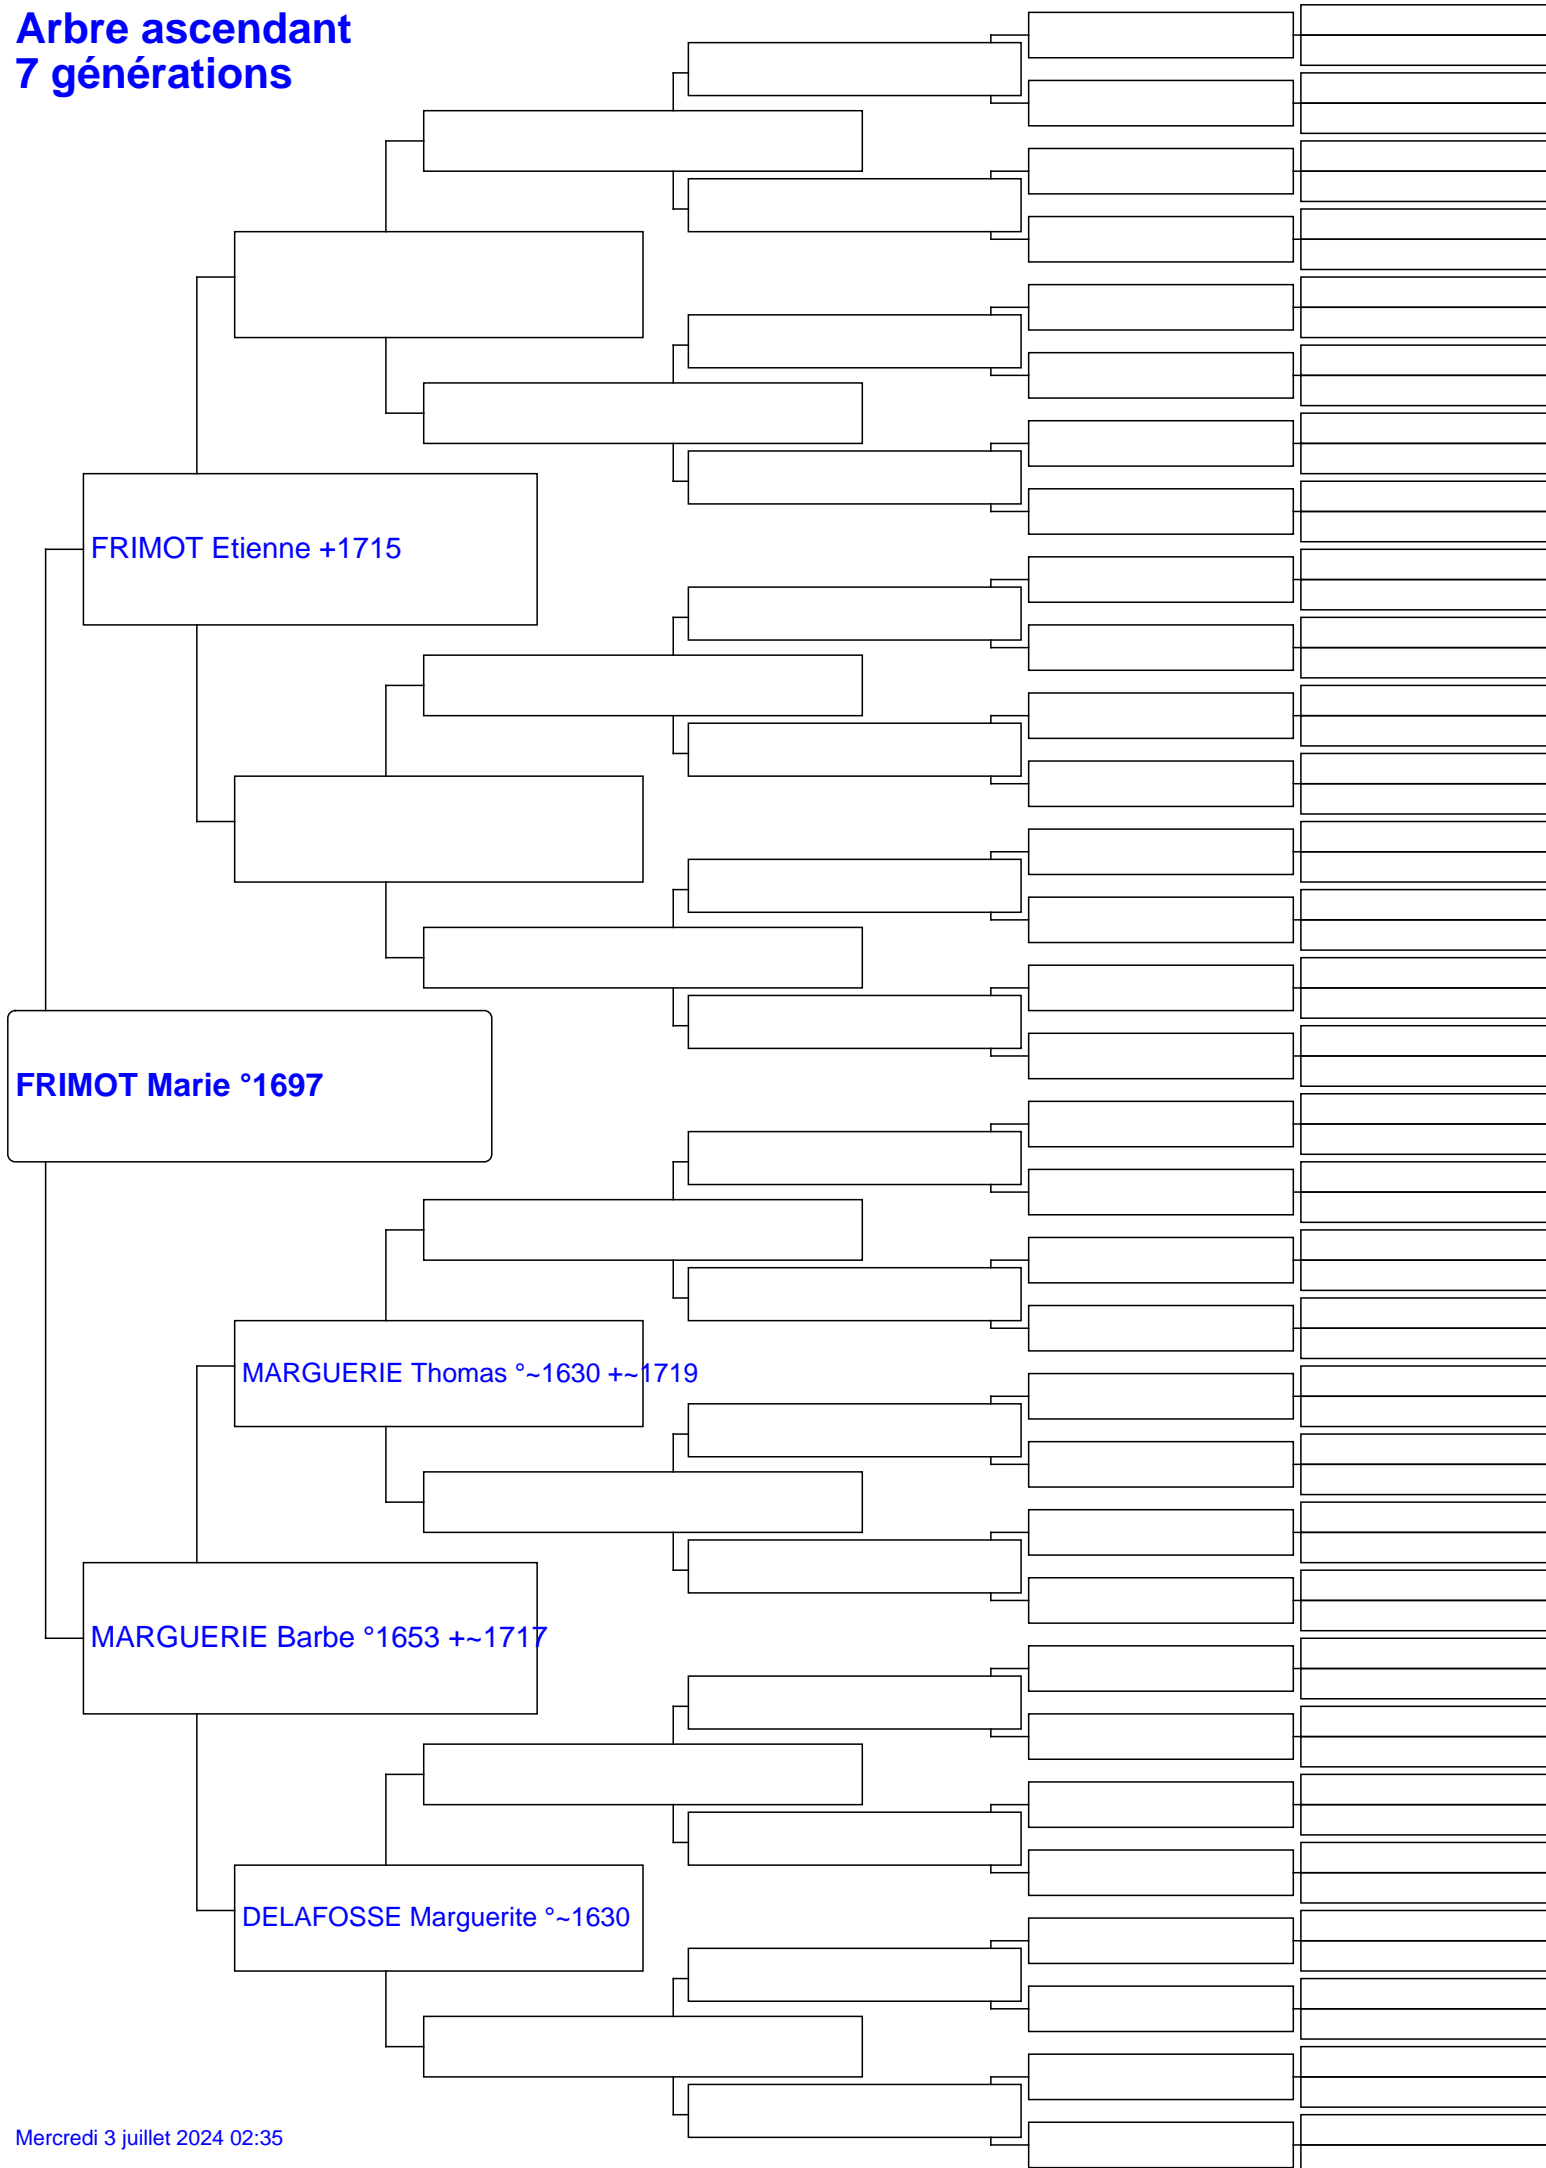 Arbre ascendant
7 générations
FRIMOT Etienne +1715
FRIMOT Marie °1697
MARGUERIE Thomas °~1630 +~1719
MARGUERIE Barbe °1653 +~1717
DELAFOSSE Marguerite °~1630
Mercredi 3 juillet 2024 02:35